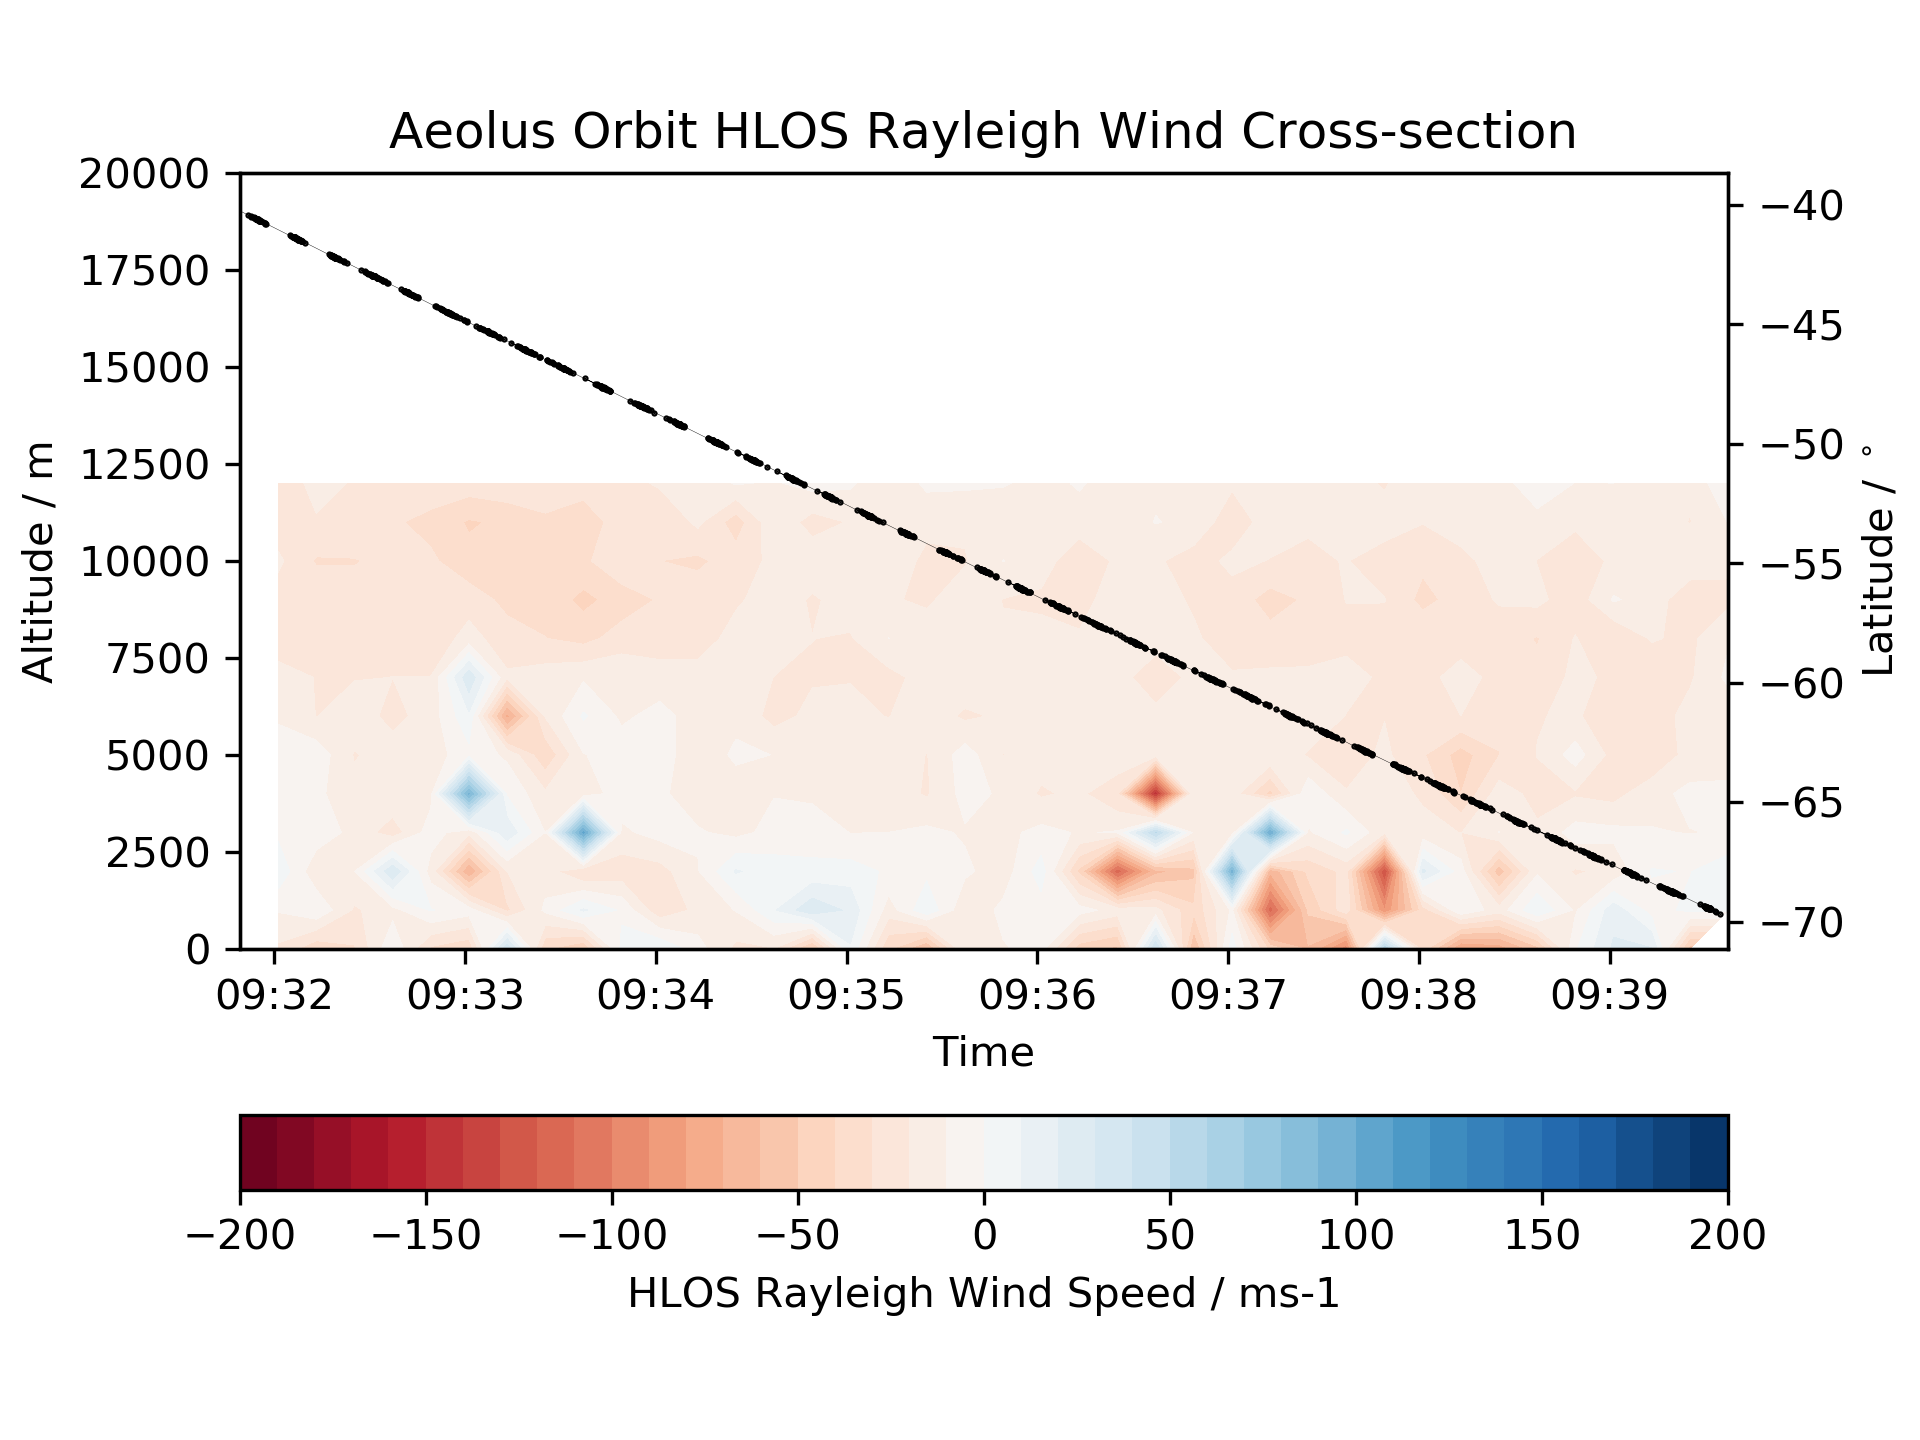 Aeolus Orbit HLOS Rayleigh Wind Cross-section
20000
17500
15000
12500
10000
7500
5000
2500
0
Altitude / m
−40
−45
−50
−55
−60
−65
−70
Latitude / °
09:32 09:33 09:34 09:35 09:36 09:37 09:38 09:39
Time
−200 −150 −100 −50 0 50 100 150 200
HLOS Rayleigh Wind Speed / ms-1